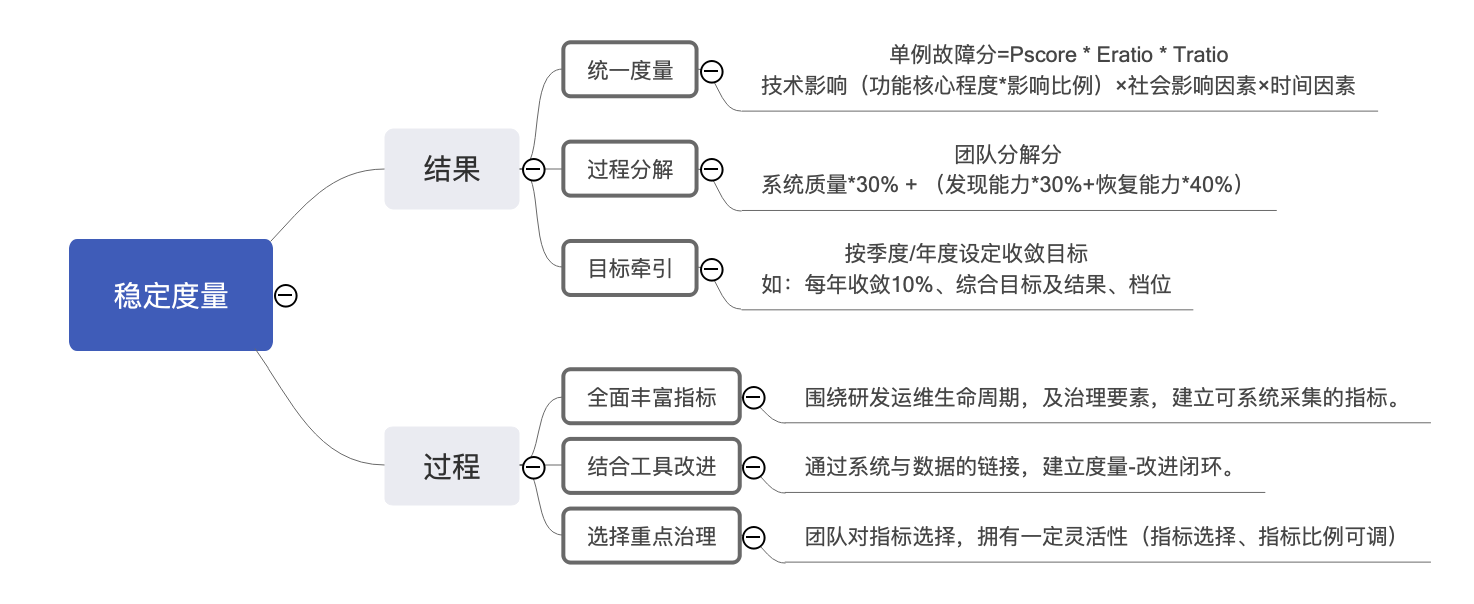 稳定度量
结果
统一度量
单例故障分=Pscore * Eratio * Tratio
技术影响（功能核心程度*影响比例）×社会影响因素×时间因素
过程分解
团队分解分
系统质量*30% + （发现能力*30%+恢复能力*40%）
目标牵引
按季度/年度设定收敛目标
如：每年收敛10%、综合目标及结果、档位
过程
全面丰富指标
围绕研发运维生命周期，及治理要素，建立可系统采集的指标。
结合工具改进
通过系统与数据的链接，建立度量-改进闭环。
选择重点治理
团队对指标选择，拥有一定灵活性（指标选择、指标比例可调）